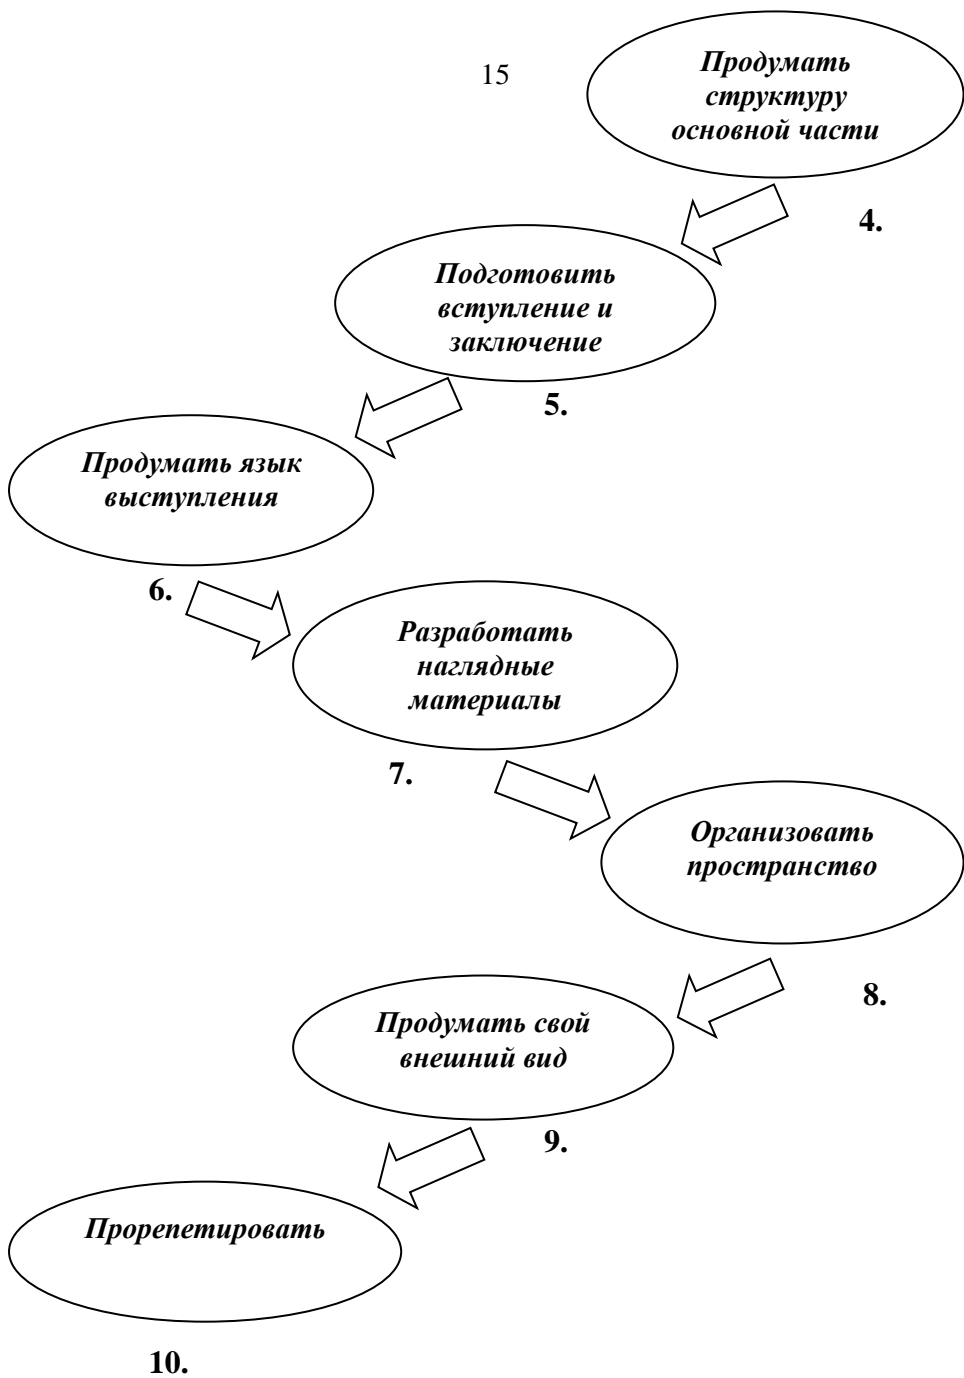 15
Продумать
структуру
основной части
4.
Подготовить
вступление и
заключение
5.
Продумать язык
выступления
6.
Разработать
наглядные
материалы
7.
Организовать
пространство
8.
Продумать свой
внешний вид
9.
Прорепетировать
10.